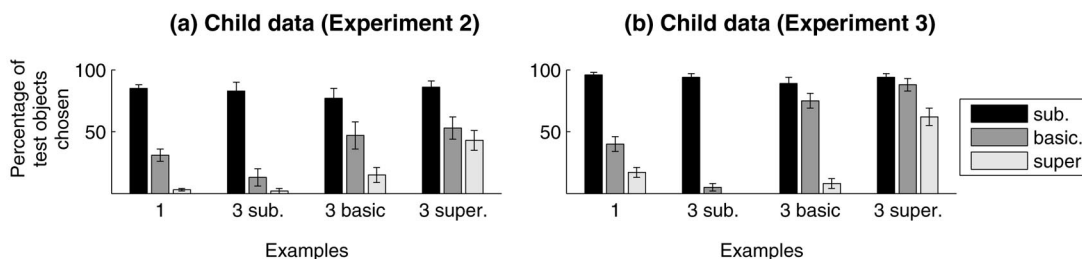 (a) Child data (Experiment 2)
(b) Child data (Experiment 3)
Percentage of
test objects
chosen
100
50
1
3 sub.
3 basic
3 super.
Examples
100
50
1
3 sub.
3 basic
3 super.
Examples
sub.
basic.
super.